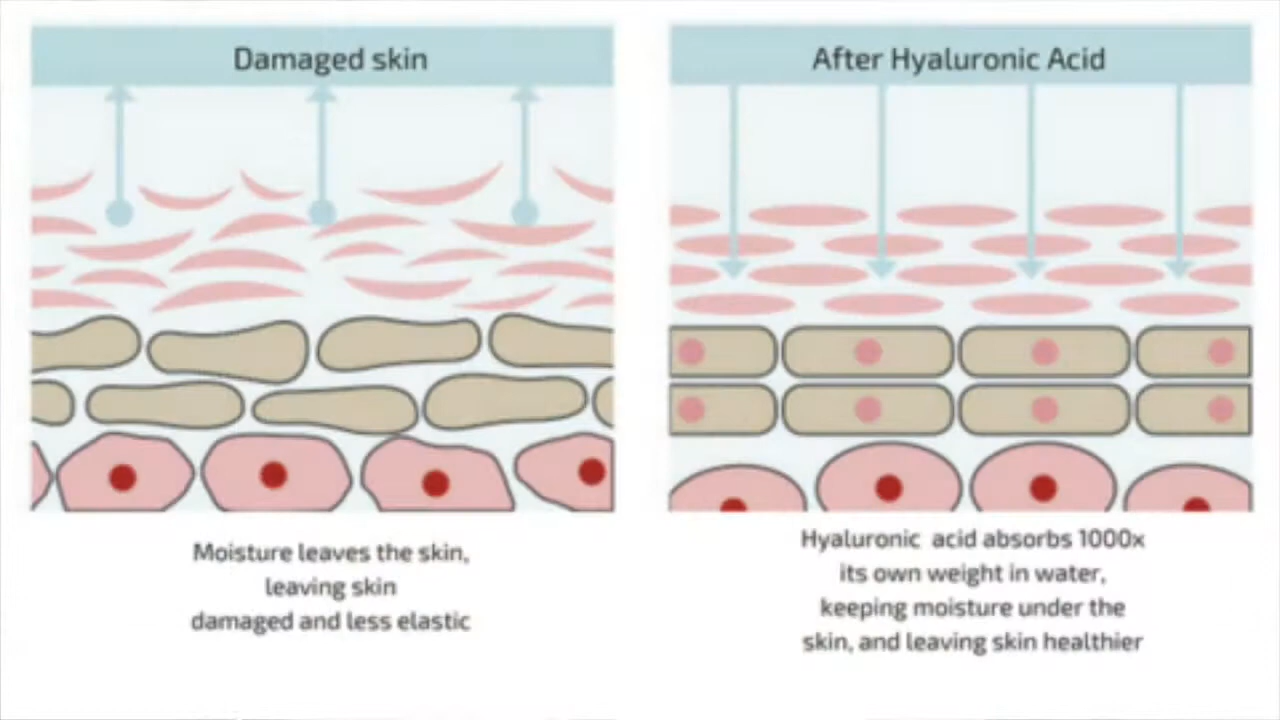 Damaged skin
After Hyaluronic Acid
Moisture leaves the skin,
leaving skin
damaged and less elastic
Hyaluronic acid absorbs 1000x
its own weight in water,
keeping moisture under the
skin, and leaving skin healthier